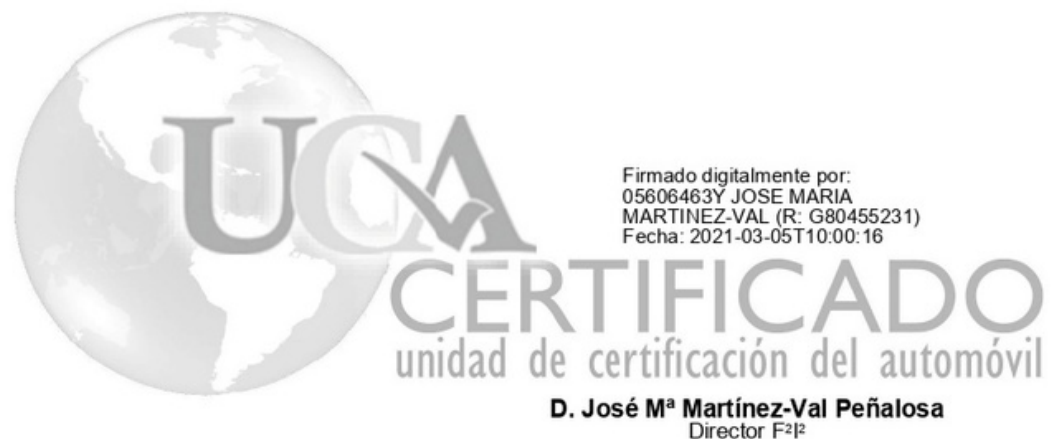 UCA
Firmado digitalmente por:
05606463Y JOSE MARIA
MARTINEZ-VAL (R: G80455231)
Fecha: 2021-03-05T10:00:16
CERTIFICADO
unidad de certificación del automóvil
D. José Mª Martínez-Val Peñalosa
Director F²I²